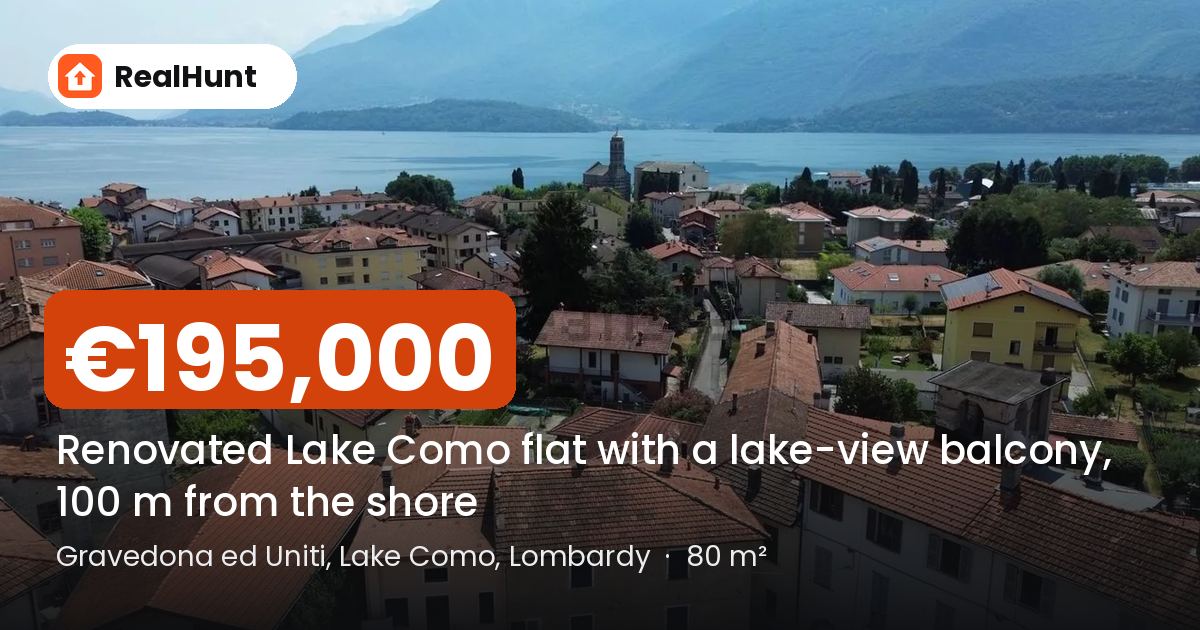 RealHunt
€195,000
Renovated Lake Como flat with a lake-view balcony,
100 m from the shore
Gravedona ed Uniti, Lake Como, Lombardy · 80 m²